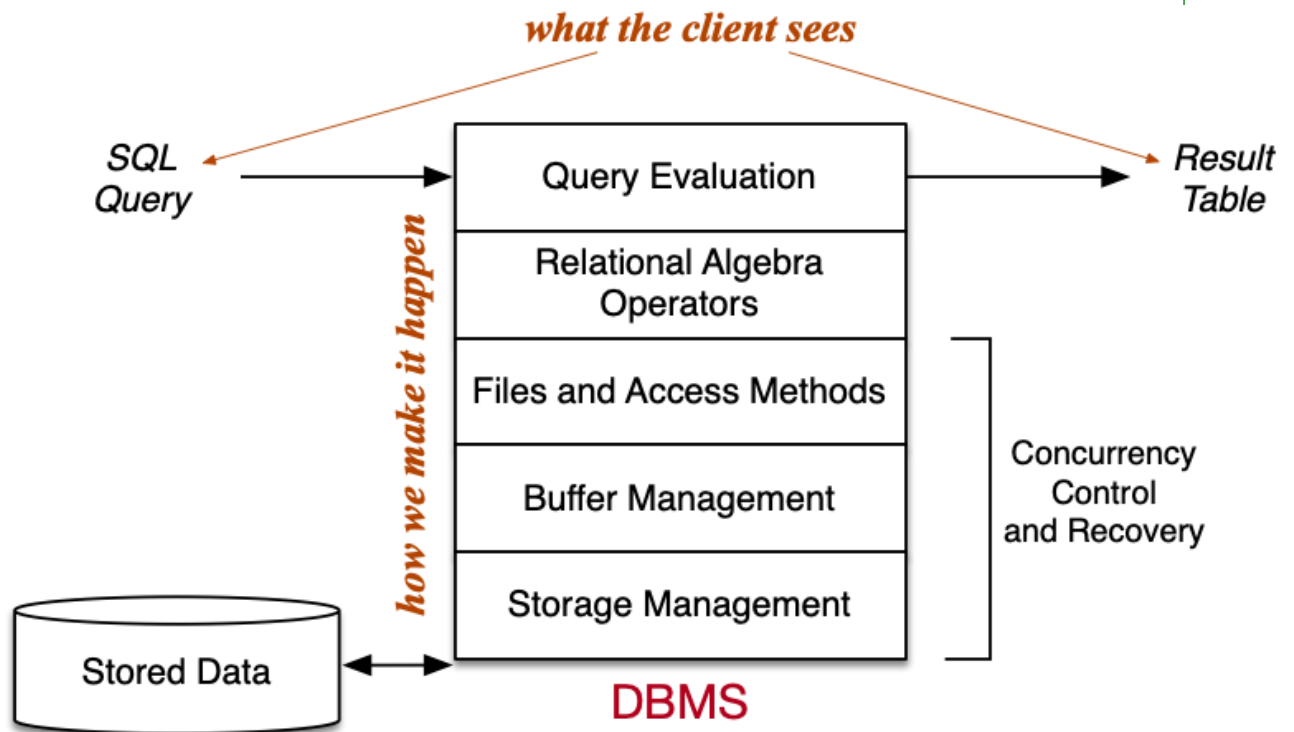 what the client sees
SQL
Query
Query Evaluation
Result
Table
how we make it happen
Relational Algebra
Operators
Files and Access Methods
Buffer Management
Storage Management
Concurrency
Control
and Recovery
Stored Data
DBMS